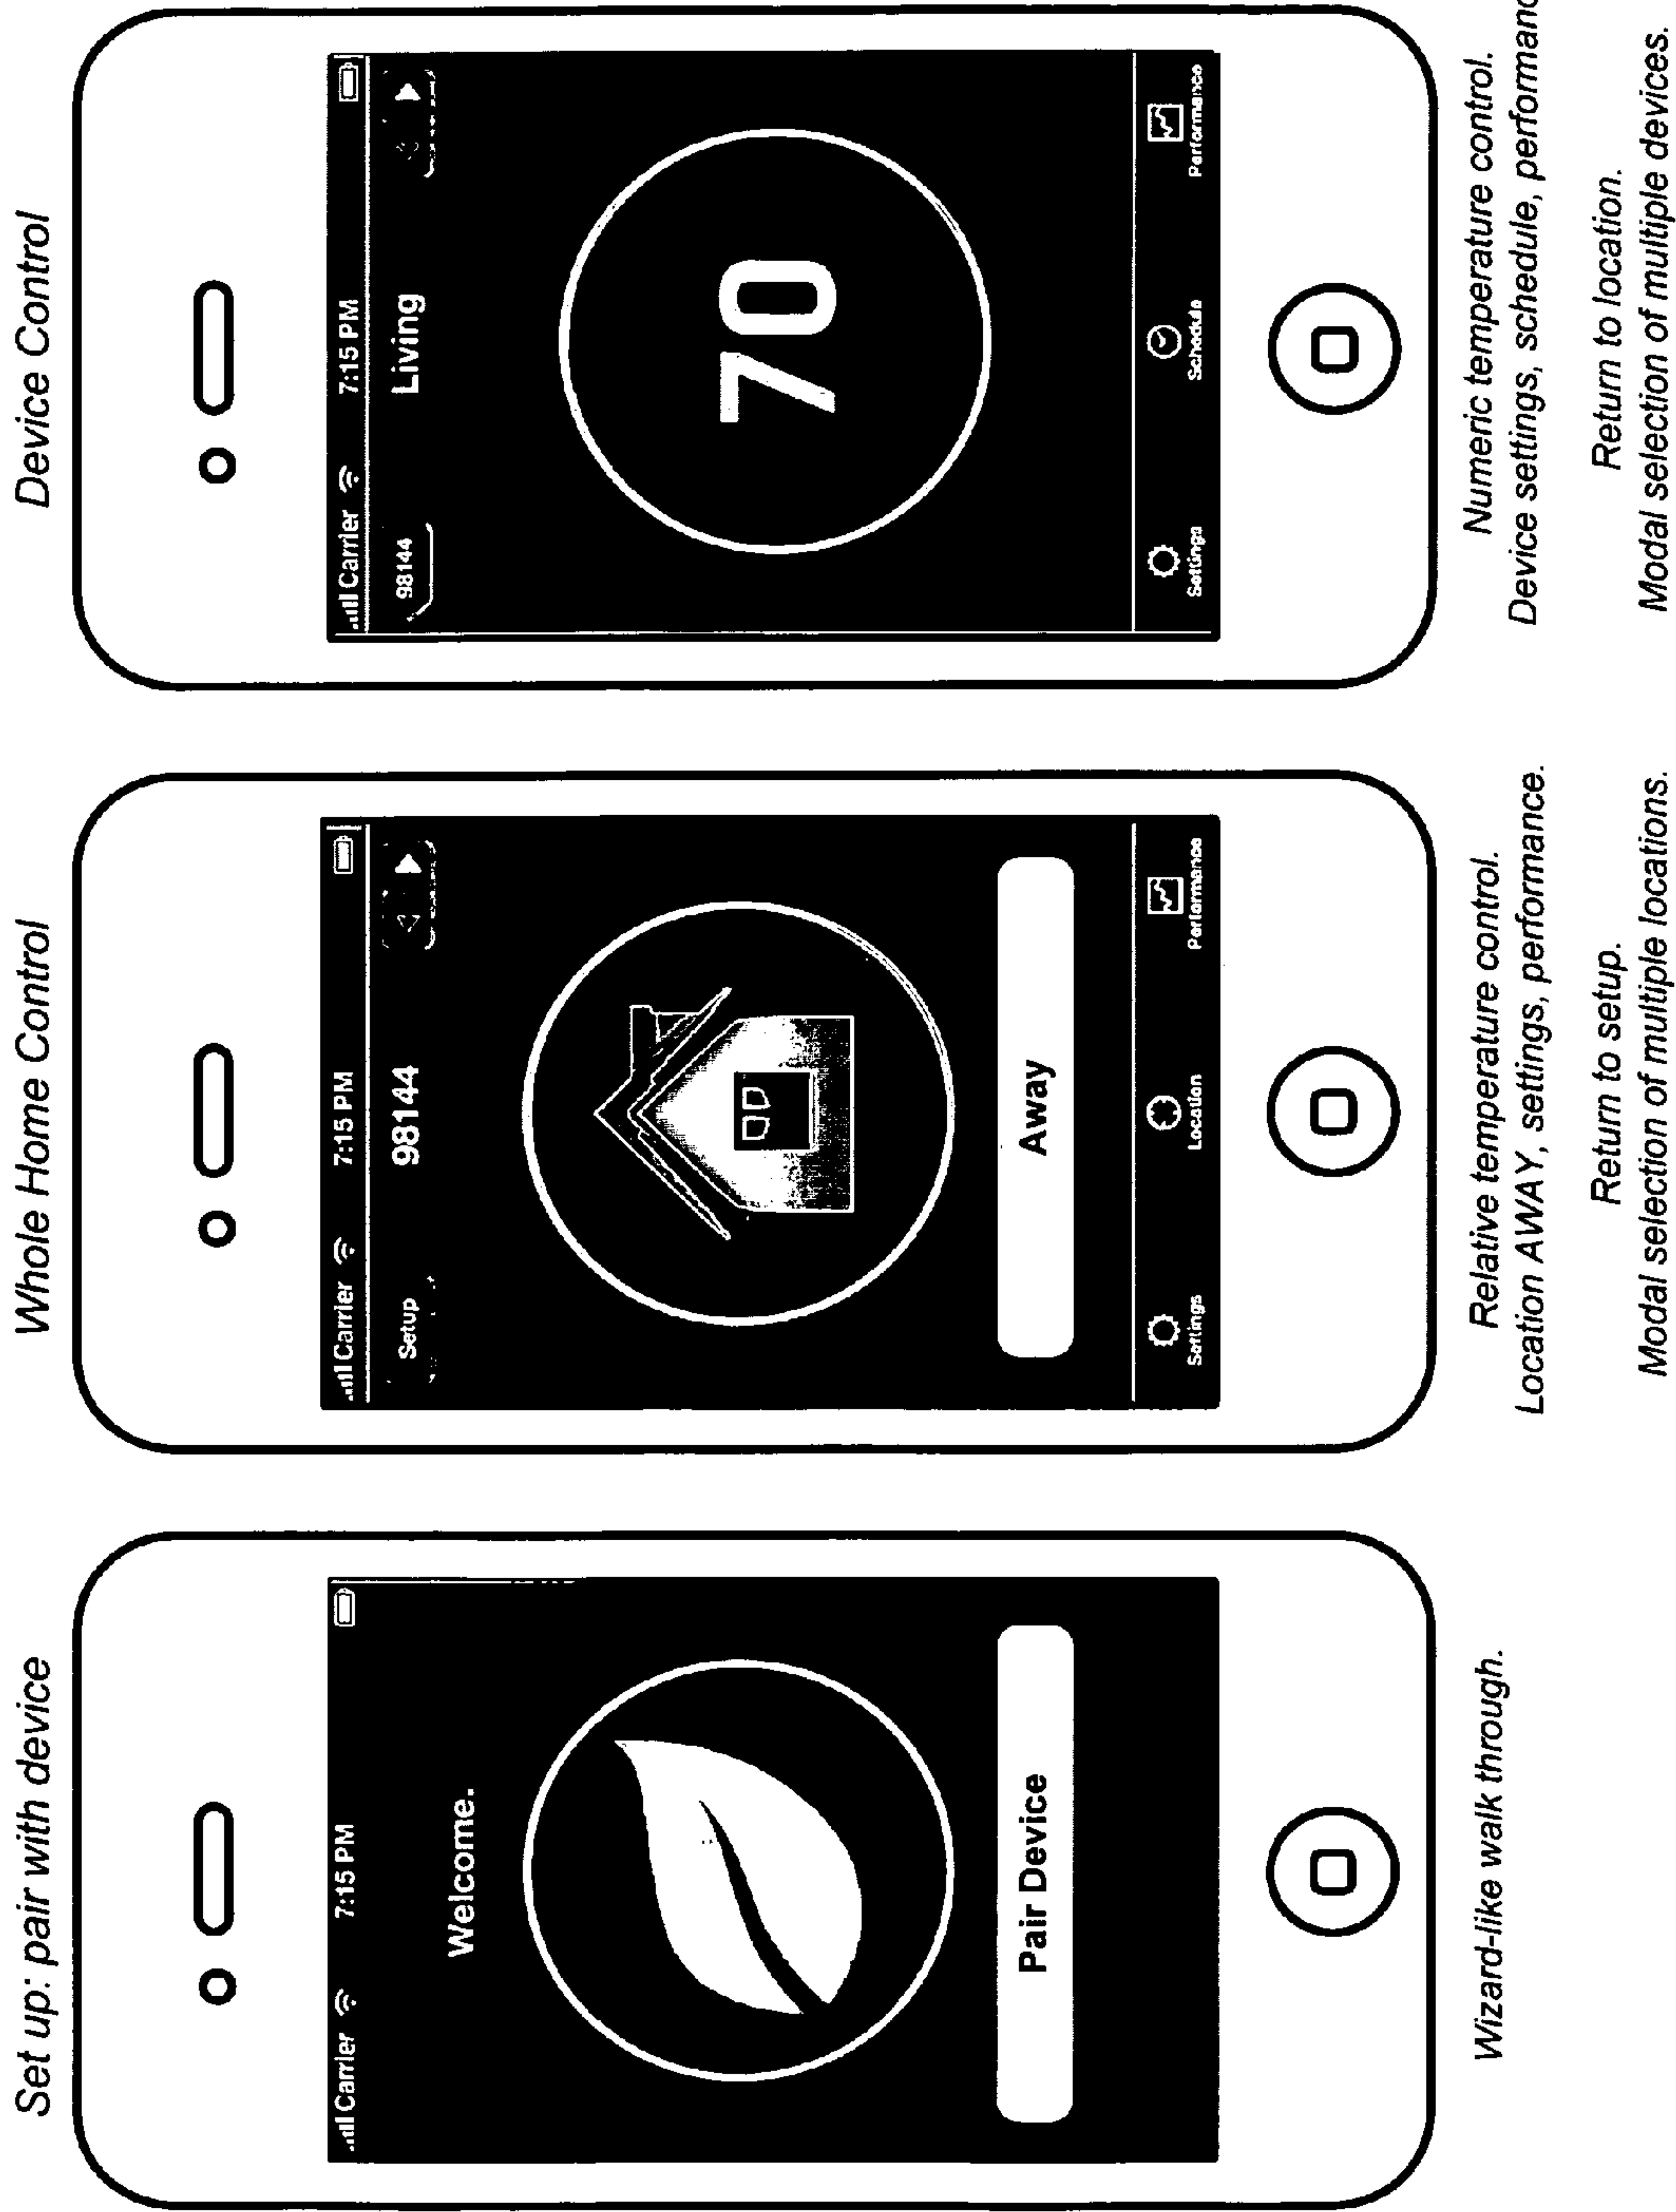 Set up: pair with device
Carrier 7:15 PM
Welcome.
Pair Device
Wizard-like walk through.
Whole Home Control
Carrier 7:15 PM
Setup 98144
Away
Settings Location Performance
Relative temperature control.
Location AWAY, settings, performance.
Return to setup.
Modal selection of multiple locations.
Device Control
Carrier 7:15 PM
98144 Living
70
Settings Schedule Performance
Numeric temperature control.
Device settings, schedule,
Return to location.
Modal selection of multiple devices.